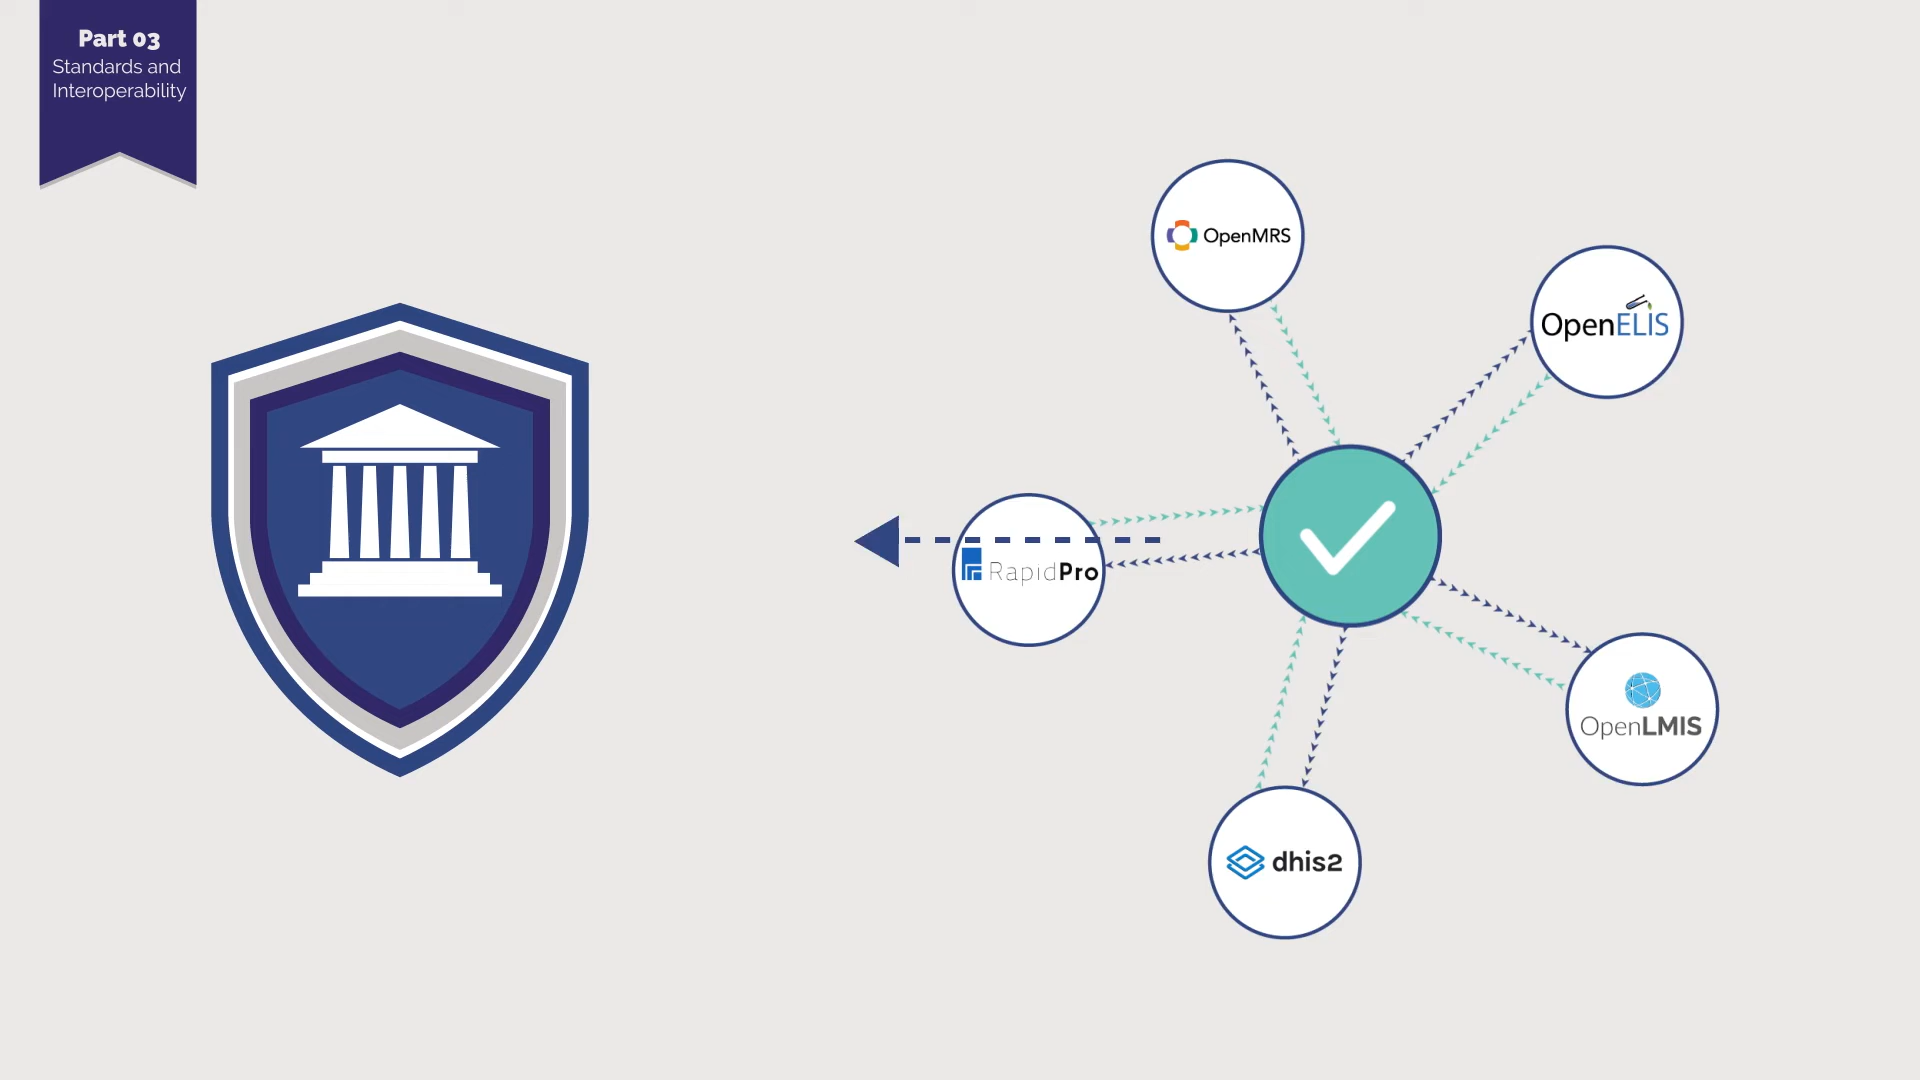 Part 03
Standards and
Interoperability
OpenMRS
OpenELIS
RapidPro
OpenLMIS
dhis2